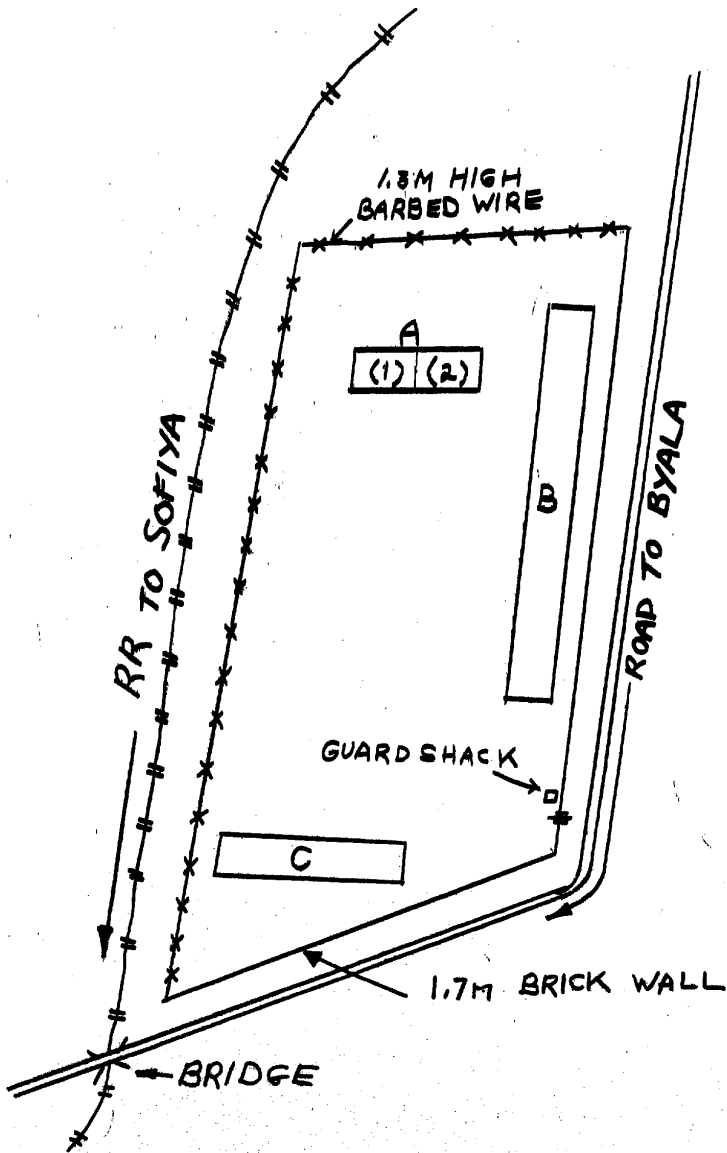 1.8M HIGH
BARBED WIRE
A
(1) (2)
B
RR TO SOFIYA
ROAD TO BYALA
GUARD SHACK
C
1.7M BRICK WALL
BRIDGE